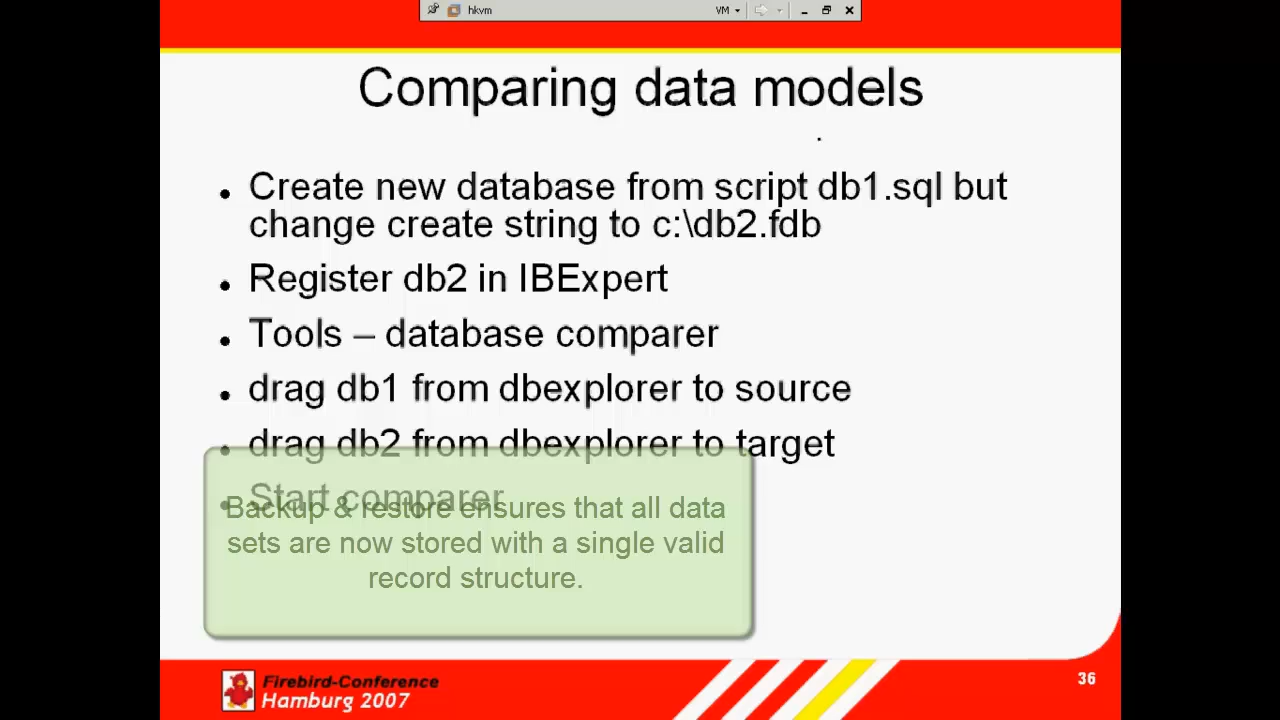 hkvm
VM
Comparing data models
Create new database from script db1.sql but
change create string to c:\db2.fdb
Register db2 in IBExpert
Tools – database comparer
drag db1 from dbexplorer to source
drag db2 from dbexplorer to target
Start comparer
Backup & restore ensures that all data
sets are now stored with a single valid
record structure.
Firebird-Conference
Hamburg 2007
36